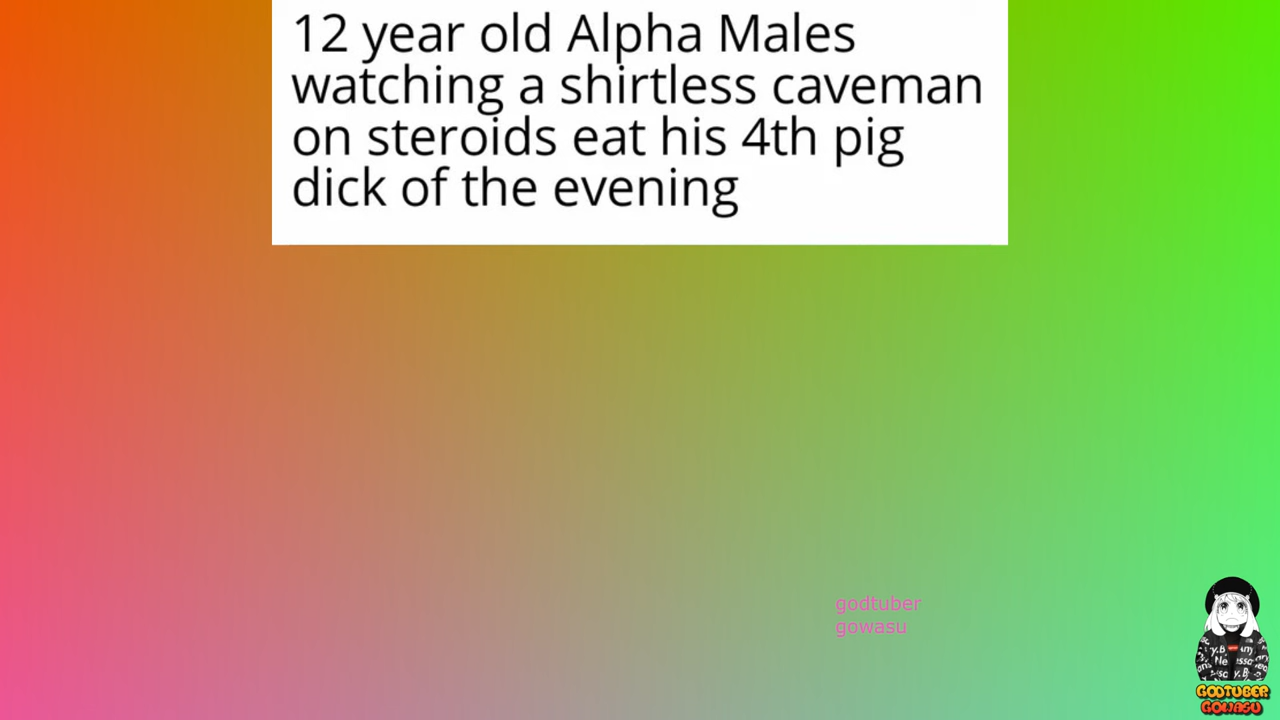 12 year old Alpha Males
watching a shirtless caveman
on steroids eat his 4th pig
dick of the evening
godtuber
gowasu
GODTUBER
GOWASU